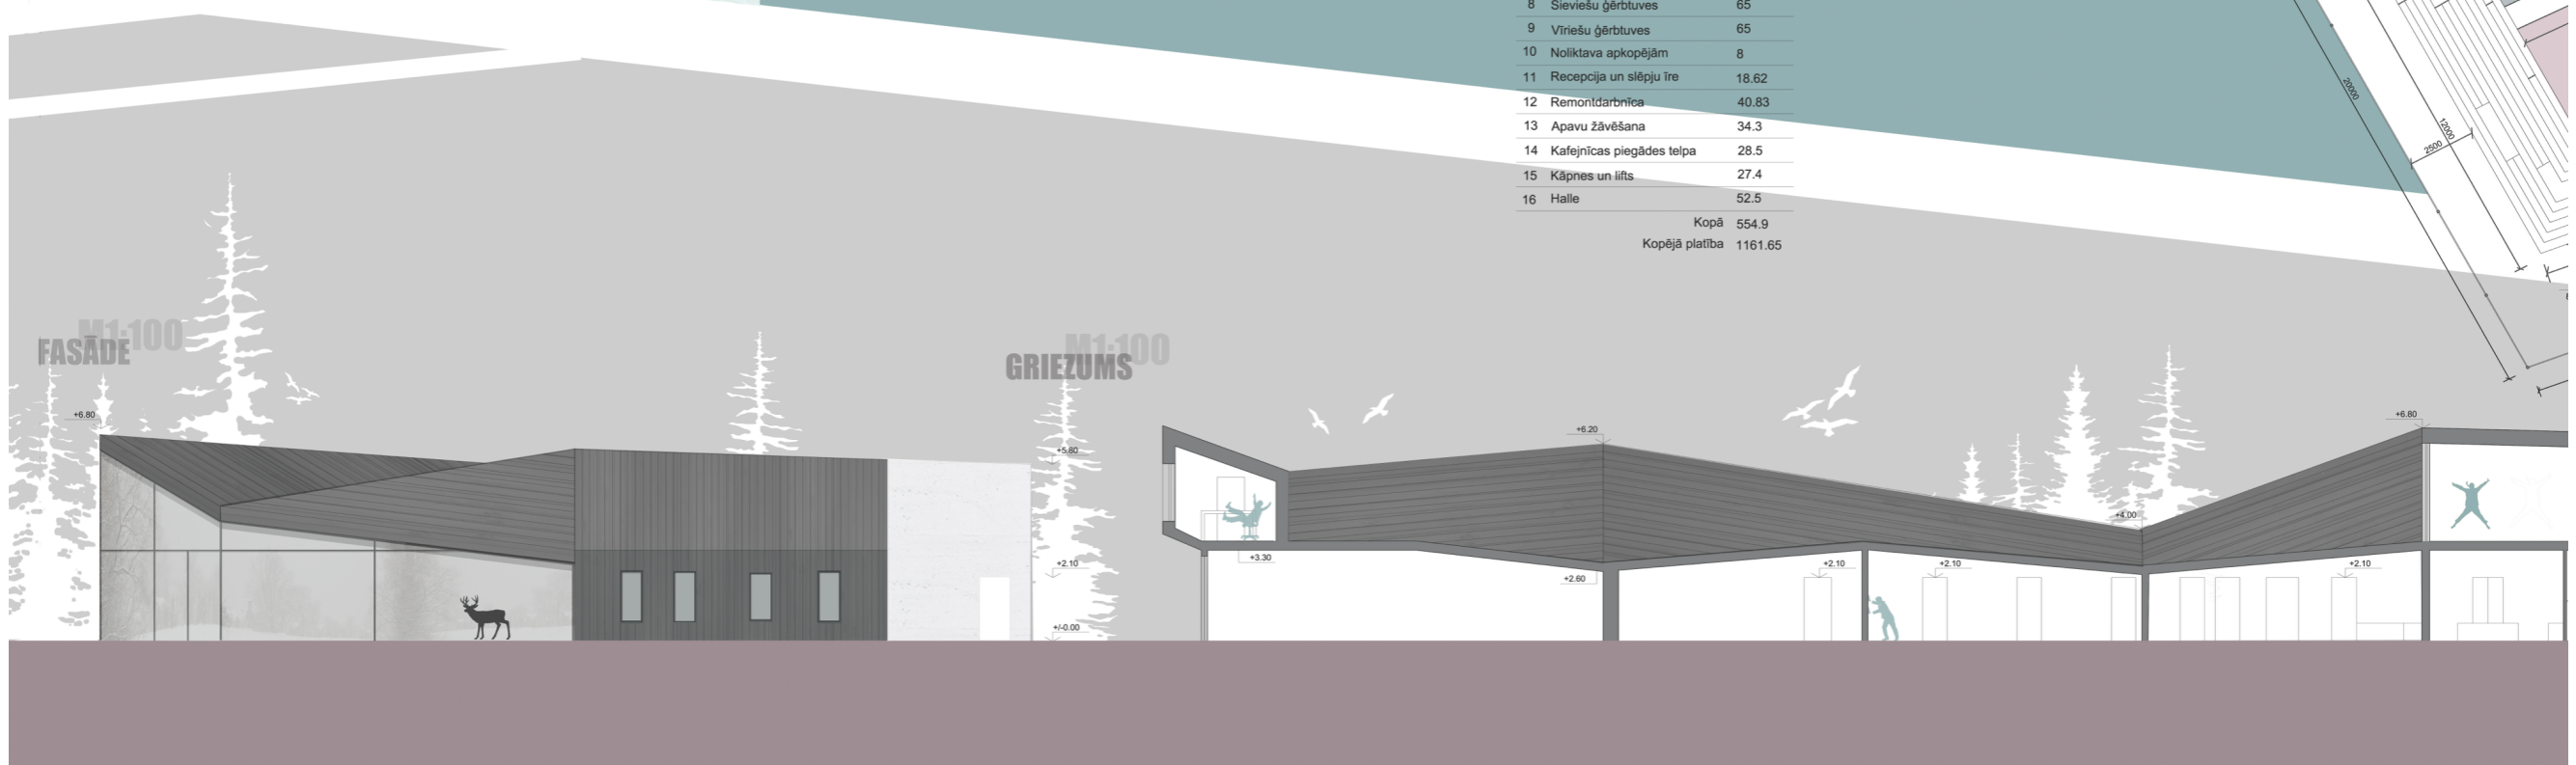 8 Sieviešu ģērbtuves 65
9 Vīriešu ģērbtuves 65
10 Noliktava apkopējām 8
11 Recepcija un slēpju īre 18.62
12 Remontdarbnīca 40.83
13 Apavu žāvēšana 34.3
14 Kafejnīcas piegādes telpa 28.5
15 Kāpnes un lifts 27.4
16 Halle 52.5
Kopā 554.9
Kopējā platība 1161.65
20000
12000
2500
M1:100
FASĀDE
M1:100
GRIEZUMS
+6.80
+5.60
+2.10
+/-0.00
+6.20
+6.80
+4.00
+3.30
+2.60
+2.10
+2.10
+2.10